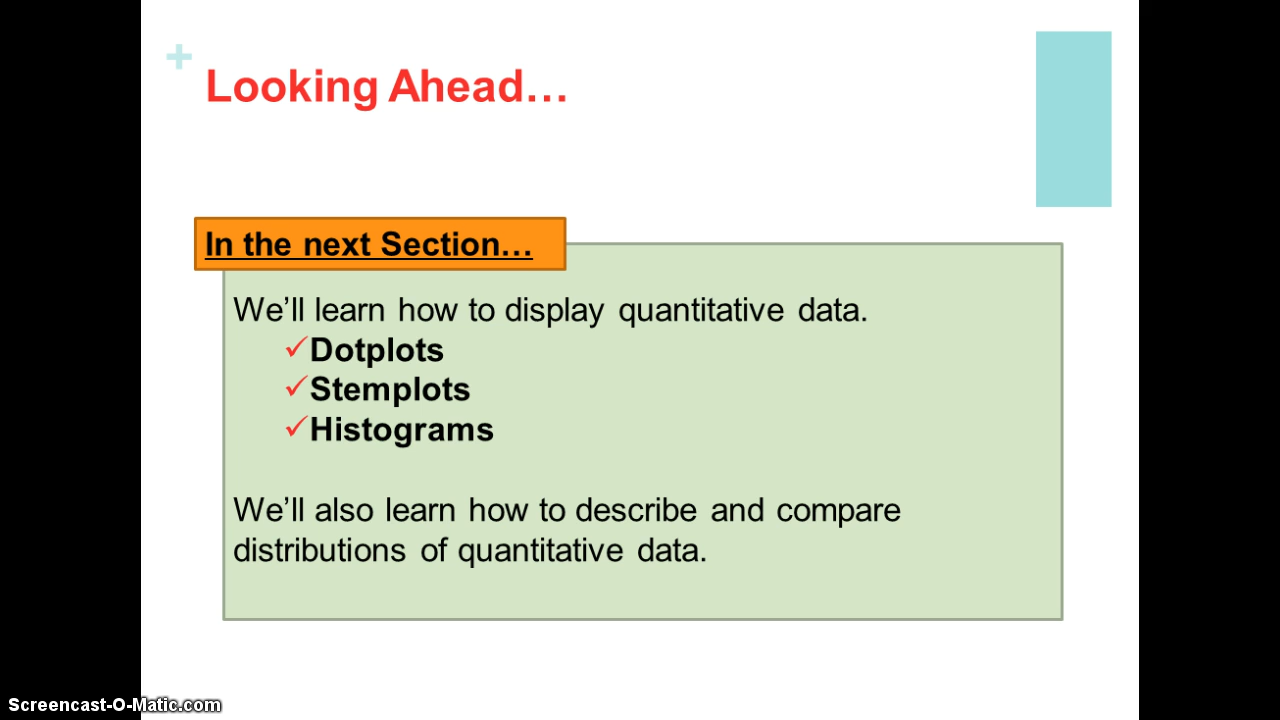 +
Looking Ahead…
In the next Section…
We’ll learn how to display quantitative data.
✓Dotplots
✓Stemplots
✓Histograms
We’ll also learn how to describe and compare
distributions of quantitative data.
Screencast-O-Matic.com